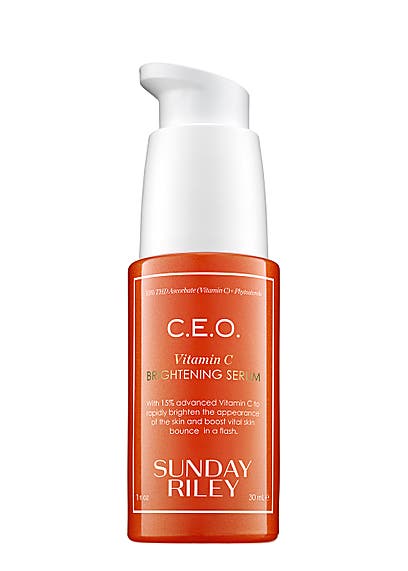 15% THD Ascorbate (Vitamin C) + Phytosterols
C.E.O.
Vitamin C
BRIGHTENING SERUM
With 15% advanced Vitamin C to
rapidly brighten the appearance
of the skin and boost vital skin
bounce in a flash.
SUNDAY
RILEY
1 fl oz 30 mL ℮